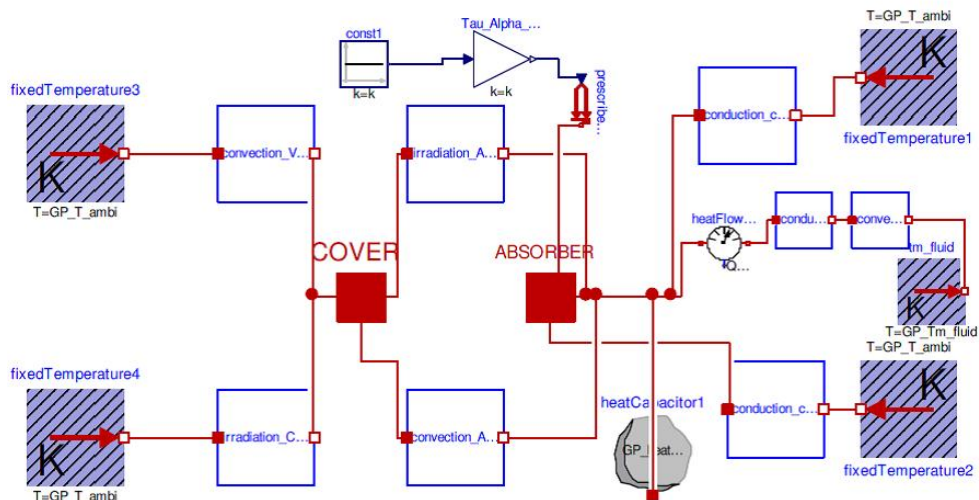 T=GP_T_ambi
const1
Tau_Alpha_...
K
fixedTemperature3
k=k
k=k
prescribe...
conduction_c...
fixedTemperature1
convection_V...
irradiation_A...
K
T=GP_T_ambi
heatFlow...
condu...
conve...
COVER
ABSORBER
Q...
tm_fluid
K
T=GP_Tm_fluid
T=GP_T_ambi
fixedTemperature4
K
heatCapacitor1
irradiation_C...
convection_A...
conduction_c...
K
GP_heat...
fixedTemperature2
T=GP_T_ambi